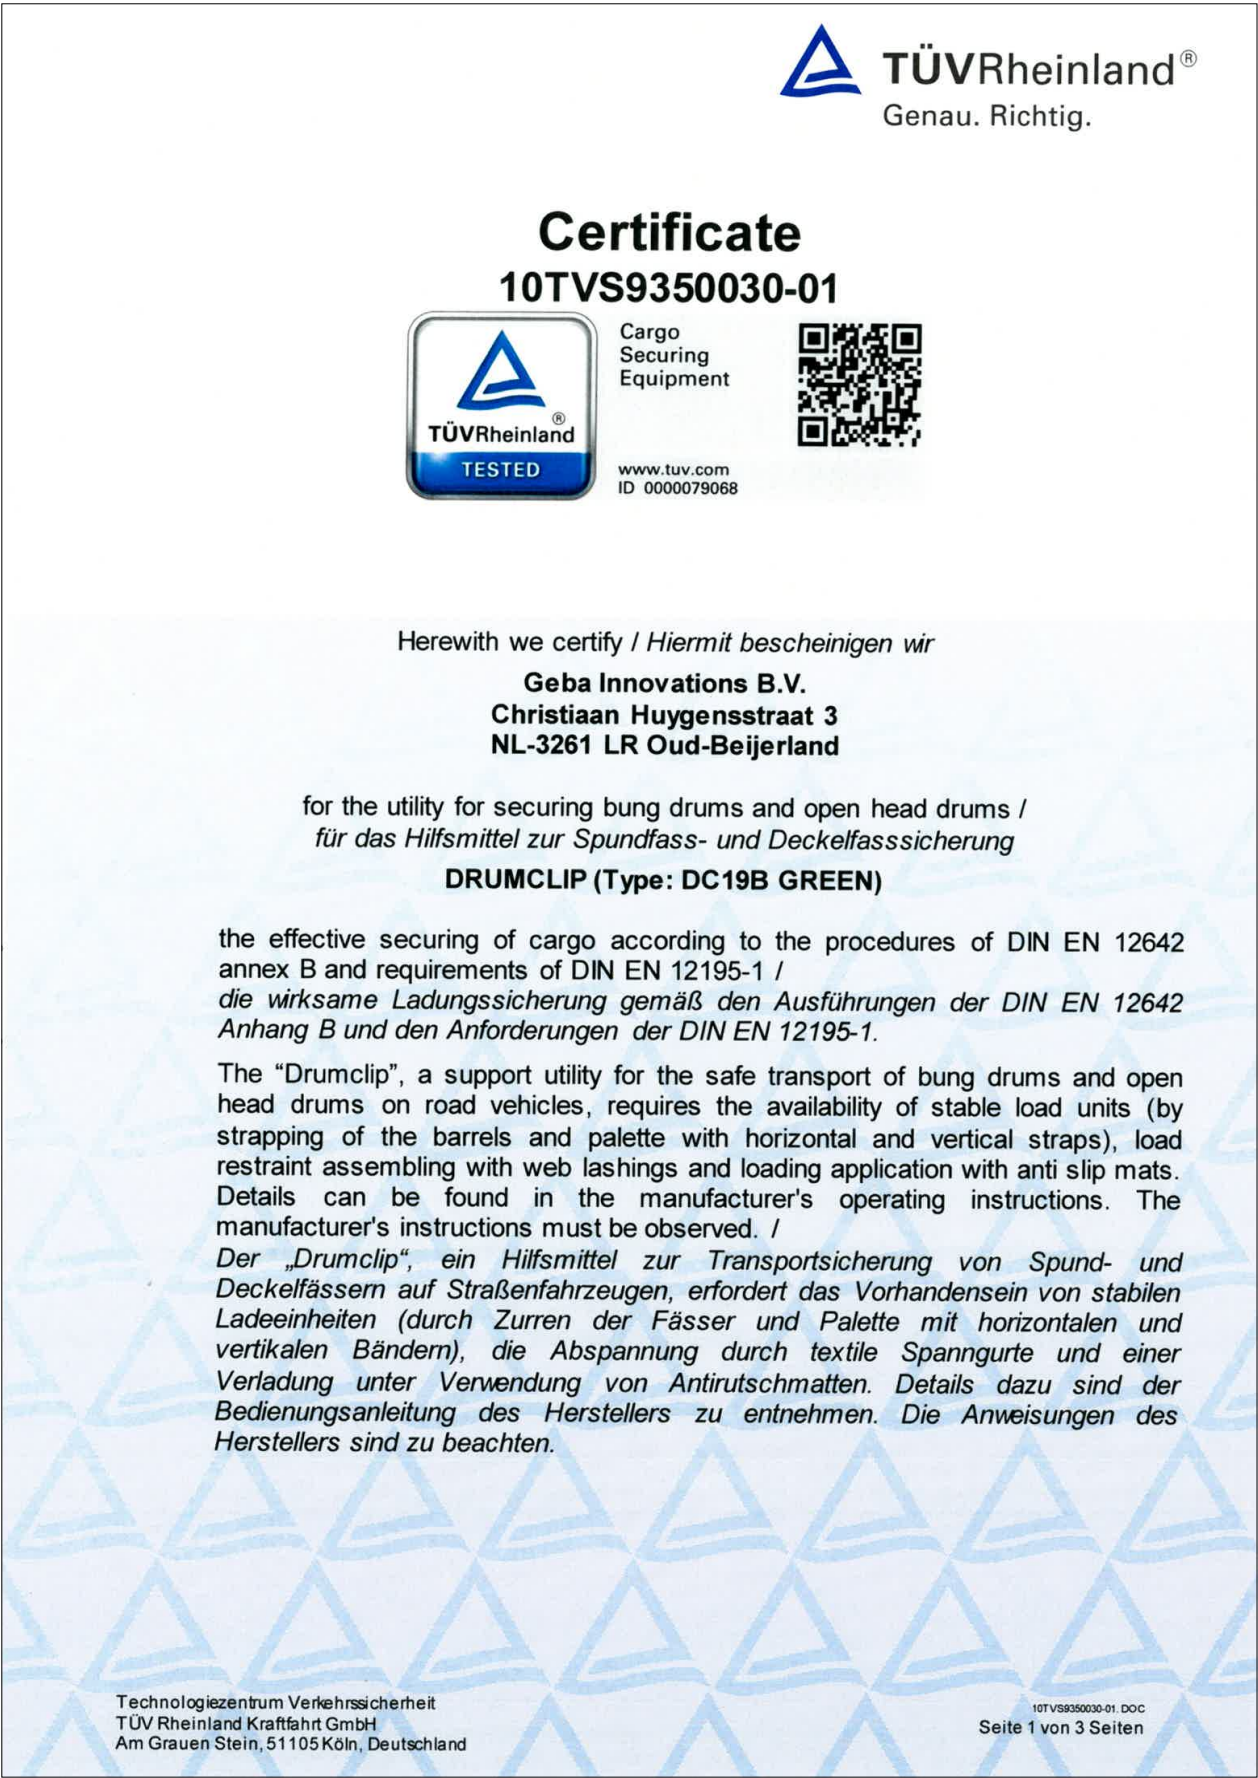 TÜVRheinland®
Genau. Richtig.
Certificate
10TVS9350030-01
Cargo
Securing
Equipment
TÜVRheinland®
TESTED
www.tuv.com
ID 0000079068
Herewith we certify / Hiermit bescheinigen wir
Geba Innovations B.V.
Christiaan Huygensstraat 3
NL-3261 LR Oud-Beijerland
for the utility for securing bung drums and open head drums /
für das Hilfsmittel zur Spundfass- und Deckelfasssicherung
DRUMCLIP (Type: DC19B GREEN)
the effective securing of cargo according to the procedures of DIN EN 12642
annex B and requirements of DIN EN 12195-1 /
die wirksame Ladungssicherung gemäß den Ausführungen der DIN EN 12642
Anhang B und den Anforderungen der DIN EN 12195-1.
The “Drumclip”, a support utility for the safe transport of bung drums and open
head drums on road vehicles, requires the availability of stable load units (by
strapping of the barrels and palette with horizontal and vertical straps), load
restraint assembling with web lashings and loading application with anti slip mats.
Details can be found in the manufacturer's operating instructions. The
manufacturer's instructions must be observed. /
Der „Drumclip“, ein Hilfsmittel zur Transportsicherung von Spund- und
Deckelfässern auf Straßenfahrzeugen, erfordert das Vorhandensein von stabilen
Ladeeinheiten (durch Zurren der Fässer und Palette mit horizontalen und
vertikalen Bändern), die Abspannung durch textile Spanngurte und einer
Verladung unter Verwendung von Antirutschmatten. Details dazu sind der
Bedienungsanleitung des Herstellers zu entnehmen. Die Anweisungen des
Herstellers sind zu beachten.
Technologiezentrum Verkehrssicherheit
TÜV Rheinland Kraftfahrt GmbH
Am Grauen Stein, 51105 Köln, Deutschland
10TVS9350030-01. DOC
Seite 1 von 3 Seiten